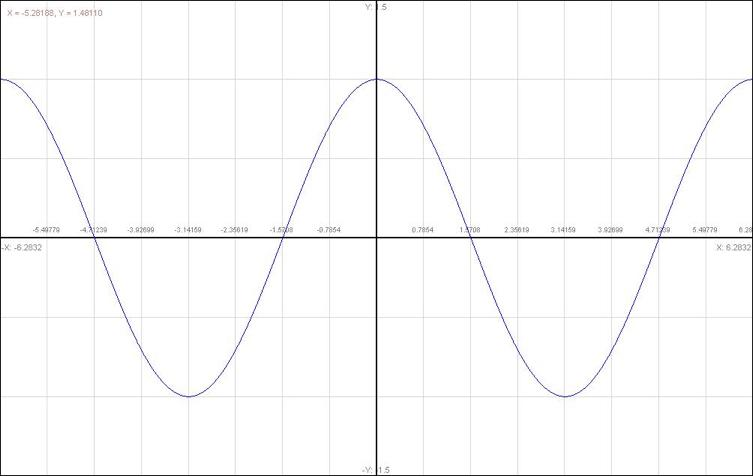 X = -5.28188, Y = 1.48110
Y: 1.5
-5.49779 -4.71239 -3.92699 -3.14159 -2.35619 -1.5708 -0.7854 0.7854 1.5708 2.35619 3.14159 3.92699 4.71239 5.49779 6.28
-X: -6.2832 X: 6.2832
-Y: 1.5